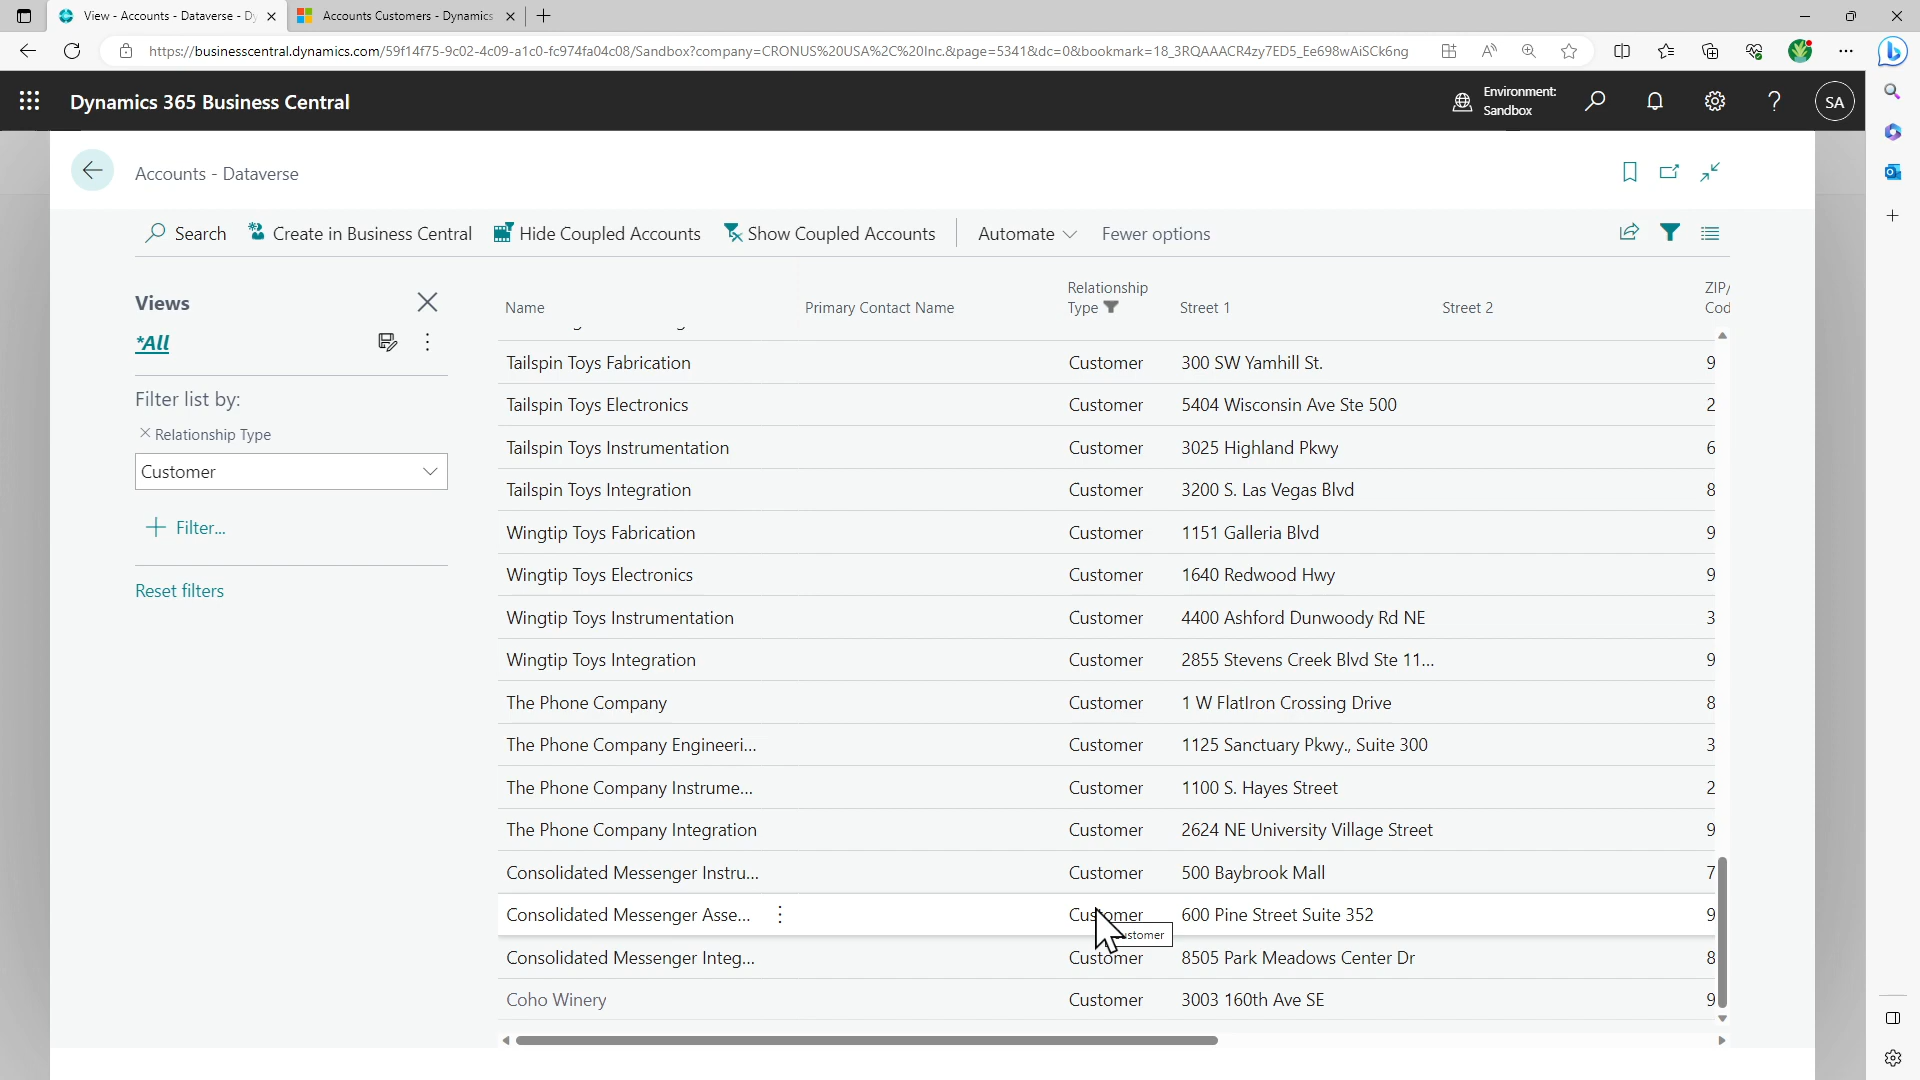 View - Accounts - Dataverse - Dy
Accounts Customers - Dynamics
https://businesscentral.dynamics.com/59f14f75-9c02-4c09-a1c0-fc974fa04c08/Sandbox?company=CRONUS%20USA%2C%20Inc.&page=5341&dc=0&bookmark=18_3RQAAACR4zy7ED5_Ee698wAiSCk6ng
Dynamics 365 Business Central
Environment:
Sandbox
SA
Accounts - Dataverse
Search
Create in Business Central
Hide Coupled Accounts
Show Coupled Accounts
Automate
Fewer options
Views
*All
Filter list by:
Relationship Type
Customer
Filter...
Reset filters
Name Primary Contact Name Relationship Type Street 1 Street 2 ZIP/ Cod
Tailspin Toys Fabrication Customer 300 SW Yamhill St. 9
Tailspin Toys Electronics Customer 5404 Wisconsin Ave Ste 500 2
Tailspin Toys Instrumentation Customer 3025 Highland Pkwy 6
Tailspin Toys Integration Customer 3200 S. Las Vegas Blvd 8
Wingtip Toys Fabrication Customer 1151 Galleria Blvd 9
Wingtip Toys Electronics Customer 1640 Redwood Hwy 9
Wingtip Toys Instrumentation Customer 4400 Ashford Dunwoody Rd NE 3
Wingtip Toys Integration Customer 2855 Stevens Creek Blvd Ste 11... 9
The Phone Company Customer 1 W FlatIron Crossing Drive 8
The Phone Company Engineeri... Customer 1125 Sanctuary Pkwy., Suite 300 3
The Phone Company Instrume... Customer 1100 S. Hayes Street 2
The Phone Company Integration Customer 2624 NE University Village Street 9
Consolidated Messenger Instru... Customer 500 Baybrook Mall 7
Consolidated Messenger Asse... Customer 600 Pine Street Suite 352 9
ustomer
Consolidated Messenger Integ... Customer 8505 Park Meadows Center Dr 8
Coho Winery Customer 3003 160th Ave SE 9